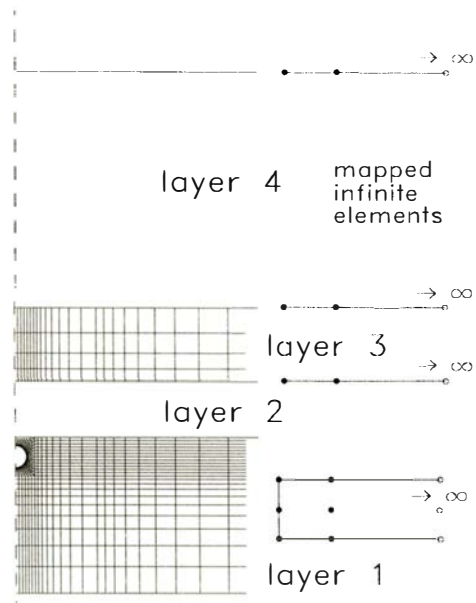 → ∞
layer 4
mapped
infinite
elements
→ ∞
layer 3
→ ∞
layer 2
→ ∞
layer 1